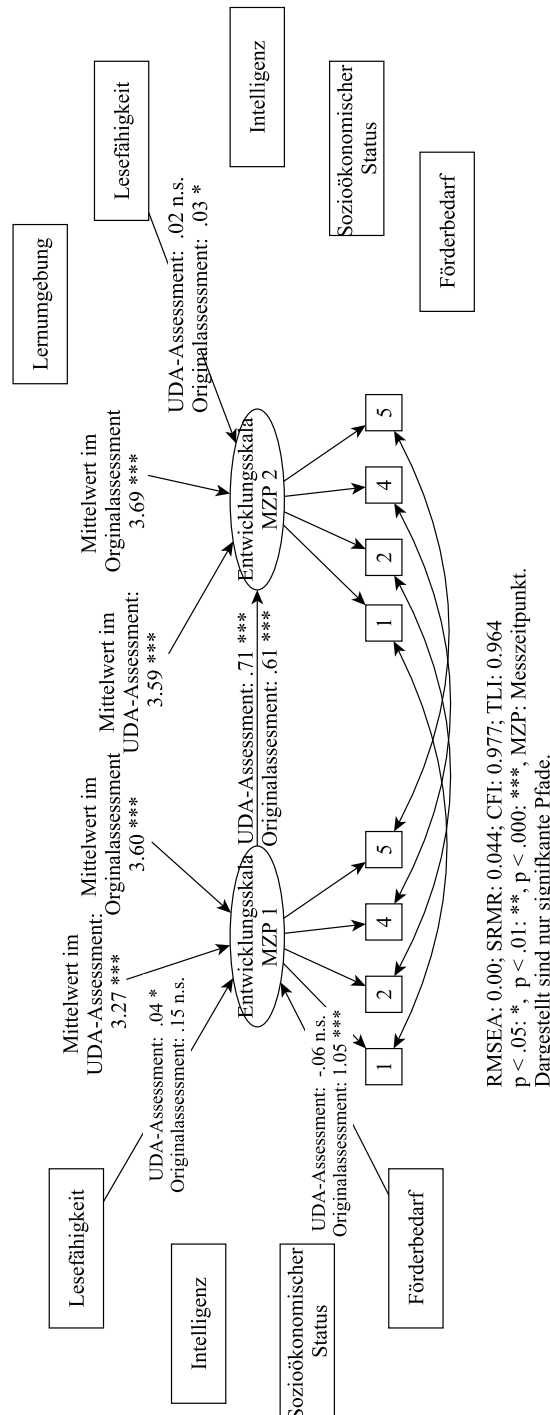 Lernumgebung
Lesefähigkeit
Intelligenz
Sozioökonomischer
Status
Förderbedarf
Lesefähigkeit
Intelligenz
Sozioökonomischer
Status
Förderbedarf
Mittelwert im
UDA-Assessment:
3.27 ***
Mittelwert im
Orginalassessment
3.60 ***
Mittelwert im
UDA-Assessment:
3.59 ***
Mittelwert im
Orginalassessment
3.69 ***
UDA-Assessment: .04 *
Originalassessment: .15 n.s.
UDA-Assessment: -.06 n.s.
Originalassessment: 1.05 ***
Entwicklungsskala
MZP 1
UDA-Assessment: .71 ***
Originalassesment: .61 ***
Entwicklungsskala
MZP 2
UDA-Assessment: .02 n.s.
Originalassessment: .03 *
1
2
4
5
1
2
4
5
RMSEA: 0.00; SRMR: 0.044; CFI: 0.977; TLI: 0.964
p < .05: *, p < .01: **, p < .000: ***, MZP: Messzeitpunkt.
Dargestellt sind nur signifkante Pfade.